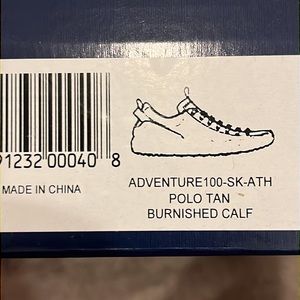 91232 00040 8
MADE IN CHINA
ADVENTURE100-SK-ATH
POLO TAN
BURNISHED CALF